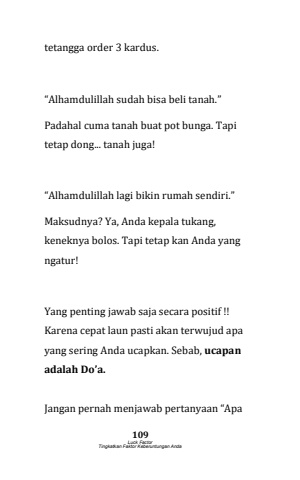 tetangga order 3 kardus.
“Alhamdulillah sudah bisa beli tanah.”
Padahal cuma tanah buat pot bunga. Tapi
tetap dong... tanah juga!
“Alhamdulillah lagi bikin rumah sendiri.”
Maksudnya? Ya, Anda kepala tukang,
keneknya bolos. Tapi tetap kan Anda yang
ngatur!
Yang penting jawab saja secara positif !!
Karena cepat laun pasti akan terwujud apa
yang sering Anda ucapkan. Sebab, ucapan
adalah Do’a.
Jangan pernah menjawab pertanyaan “Apa
109
Luck Factor
Tingkatkan Faktor Keberuntungan Anda